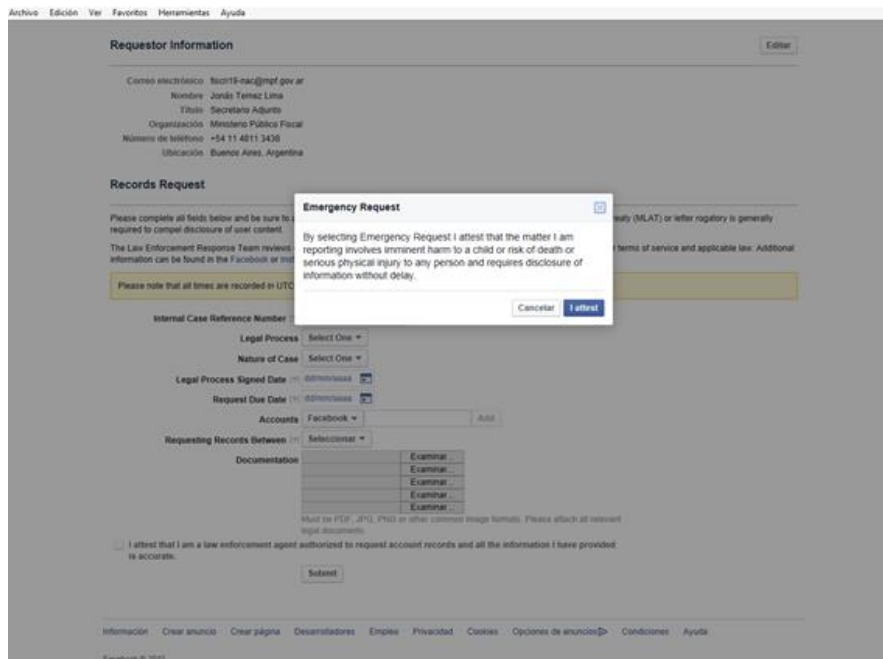 Archivo Edición Ver Favoritos Herramientas Ayuda
Requestor Information
Editar
Correo electrónico
Nombre Jonás Temez Lima
Título Secretario Adjunto
Organización Ministerio Público Fiscal
Número de teléfono +54 11 4811 3436
Ubicación Buenos Aires, Argentina
Records Request
Please complete all fields below and be sure to
(MLAT) or letter rogatory is generally
required to compel disclosure of user content.
The Law Enforcement Response Team reviews
terms of service and applicable law. Additional
information can be found in the Facebook or
Please note that all times are recorded in UTC
Emergency Request
By selecting Emergency Request I attest that the matter I am
reporting involves imminent harm to a child or risk of death or
serious physical injury to any person and requires disclosure of
information without delay.
Cancelar I attest
Internal Case Reference Number
Legal Process Select One
Nature of Case Select One
Legal Process Signed Date [?] dd/mm/aaaa
Request Due Date [?] dd/mm/aaaa
Accounts Facebook Add
Requesting Records Between [?] Seleccionar
Documentation Examinar...
Examinar...
Examinar...
Examinar...
Examinar...
Must be PDF, JPG, PNG or other common image formats. Please attach all relevant
legal documents.
I attest that I am a law enforcement agent authorized to request account records and all the information I have provided
is accurate.
Submit
Información Crear anuncio Crear página Desarrolladores Empleo Privacidad Cookies Opciones de anuncios Condiciones Ayuda